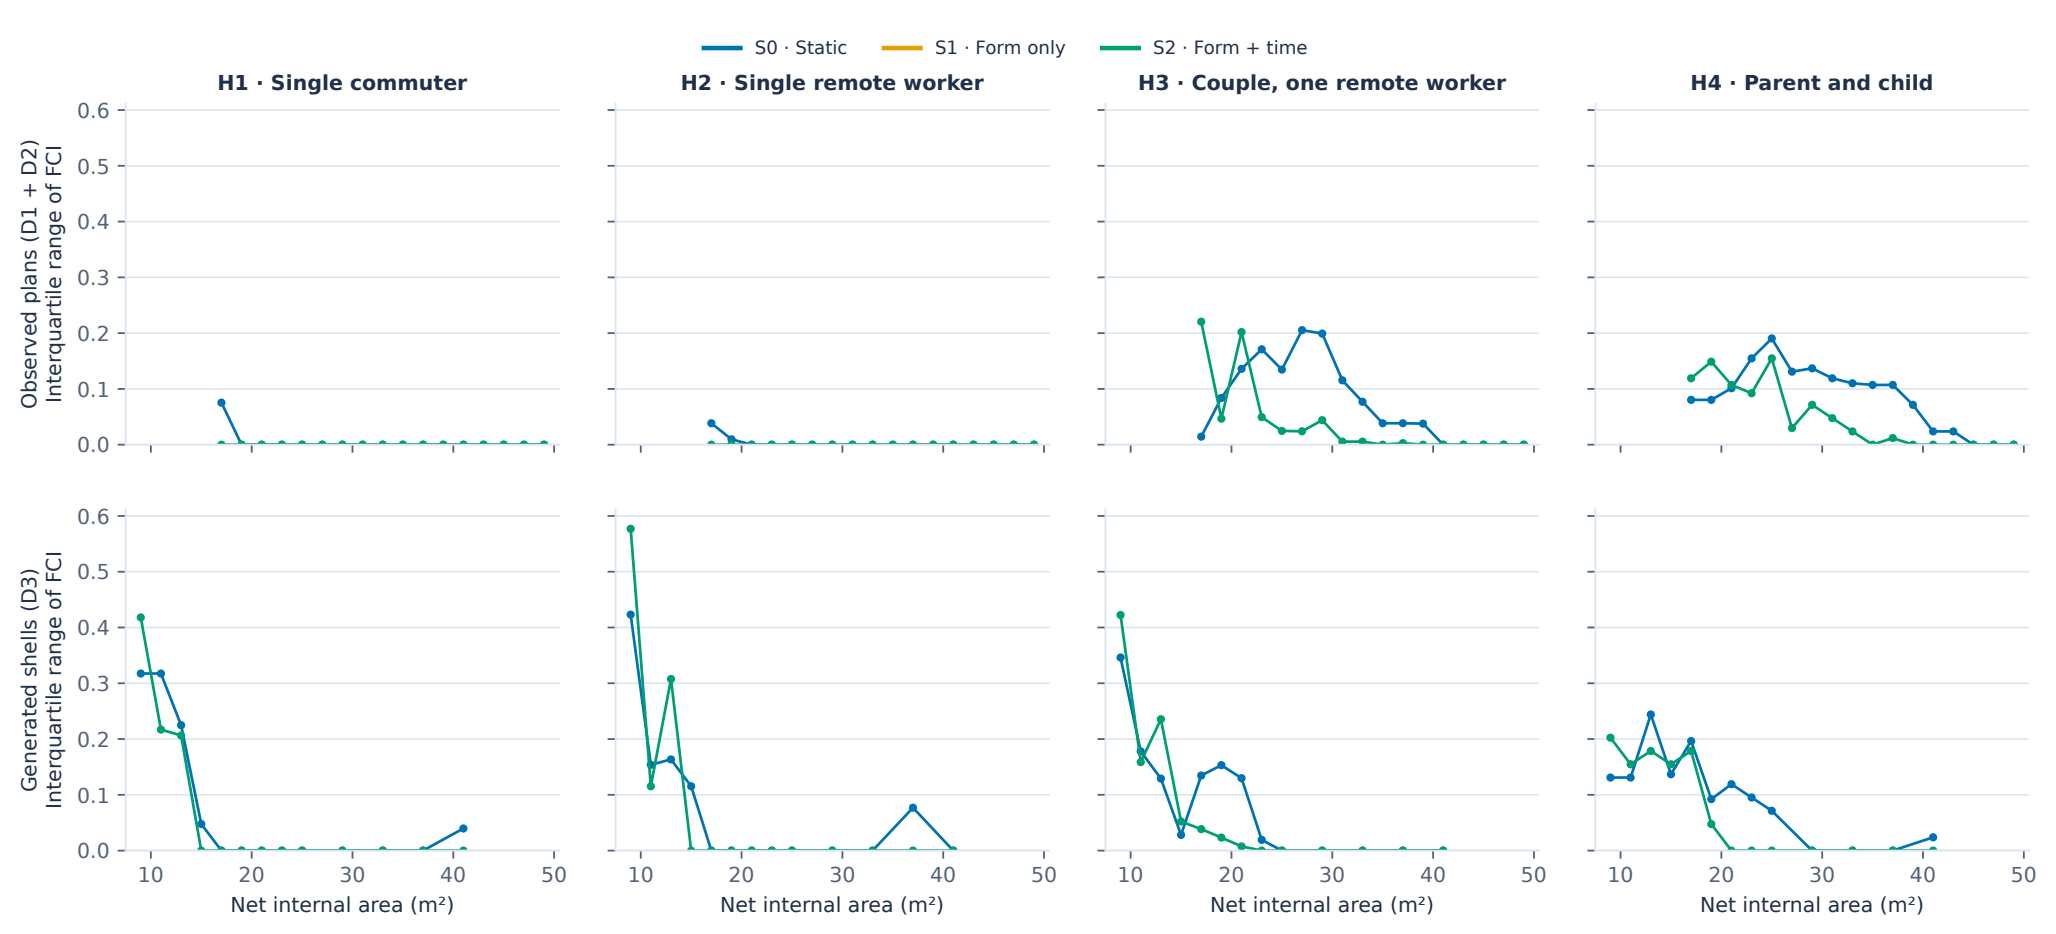 S0 · Static S1 · Form only S2 · Form + time
H1 · Single commuter H2 · Single remote worker H3 · Couple, one remote worker H4 · Parent and child
Observed plans (D1 + D2)
Interquartile range of FCI
0.6
0.5
0.4
0.3
0.2
0.1
0.0
Generated shells (D3)
Interquartile range of FCI
0.6
0.5
0.4
0.3
0.2
0.1
0.0
10 20 30 40 50 10 20 30 40 50 10 20 30 40 50 10 20 30 40 50
Net internal area (m²) Net internal area (m²) Net internal area (m²) Net internal area (m²)